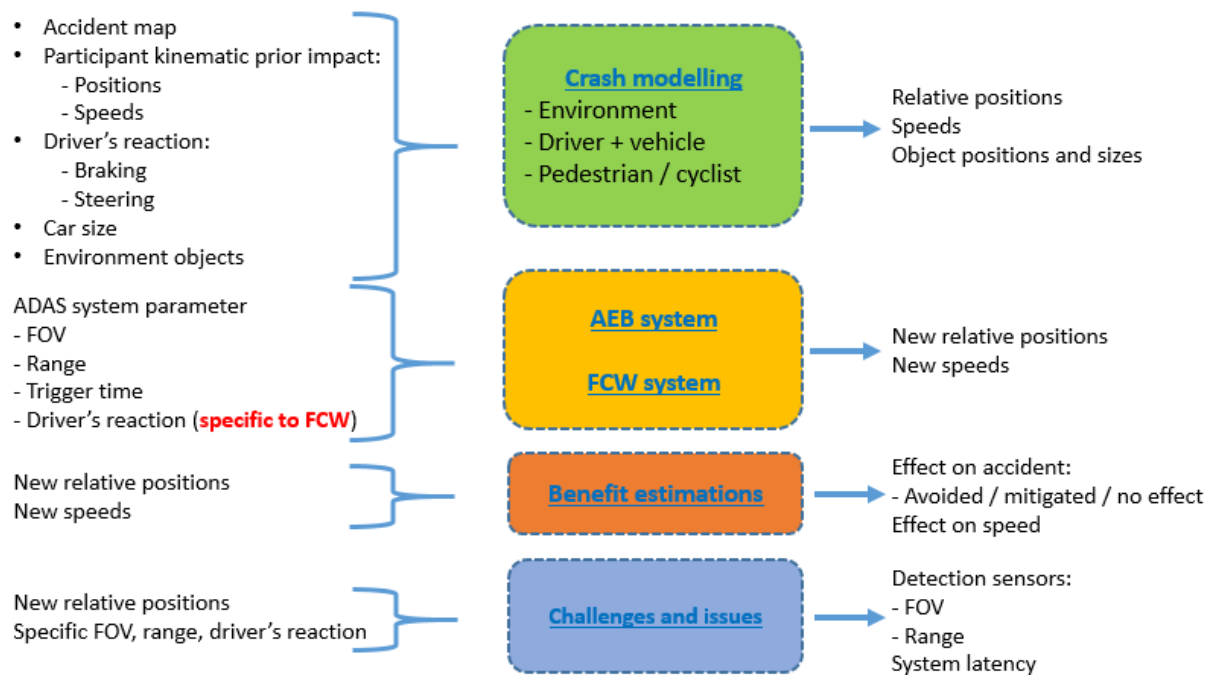 • Accident map
• Participant kinematic prior impact:
- Positions
- Speeds
• Driver's reaction:
- Braking
- Steering
• Car size
• Environment objects
Crash modelling
- Environment
- Driver + vehicle
- Pedestrian / cyclist
Relative positions
Speeds
Object positions and sizes
ADAS system parameter
- FOV
- Range
- Trigger time
- Driver's reaction (specific to FCW)
AEB system
FCW system
New relative positions
New speeds
New relative positions
New speeds
Benefit estimations
Effect on accident:
- Avoided / mitigated / no effect
Effect on speed
New relative positions
Specific FOV, range, driver's reaction
Challenges and issues
Detection sensors:
- FOV
- Range
System latency